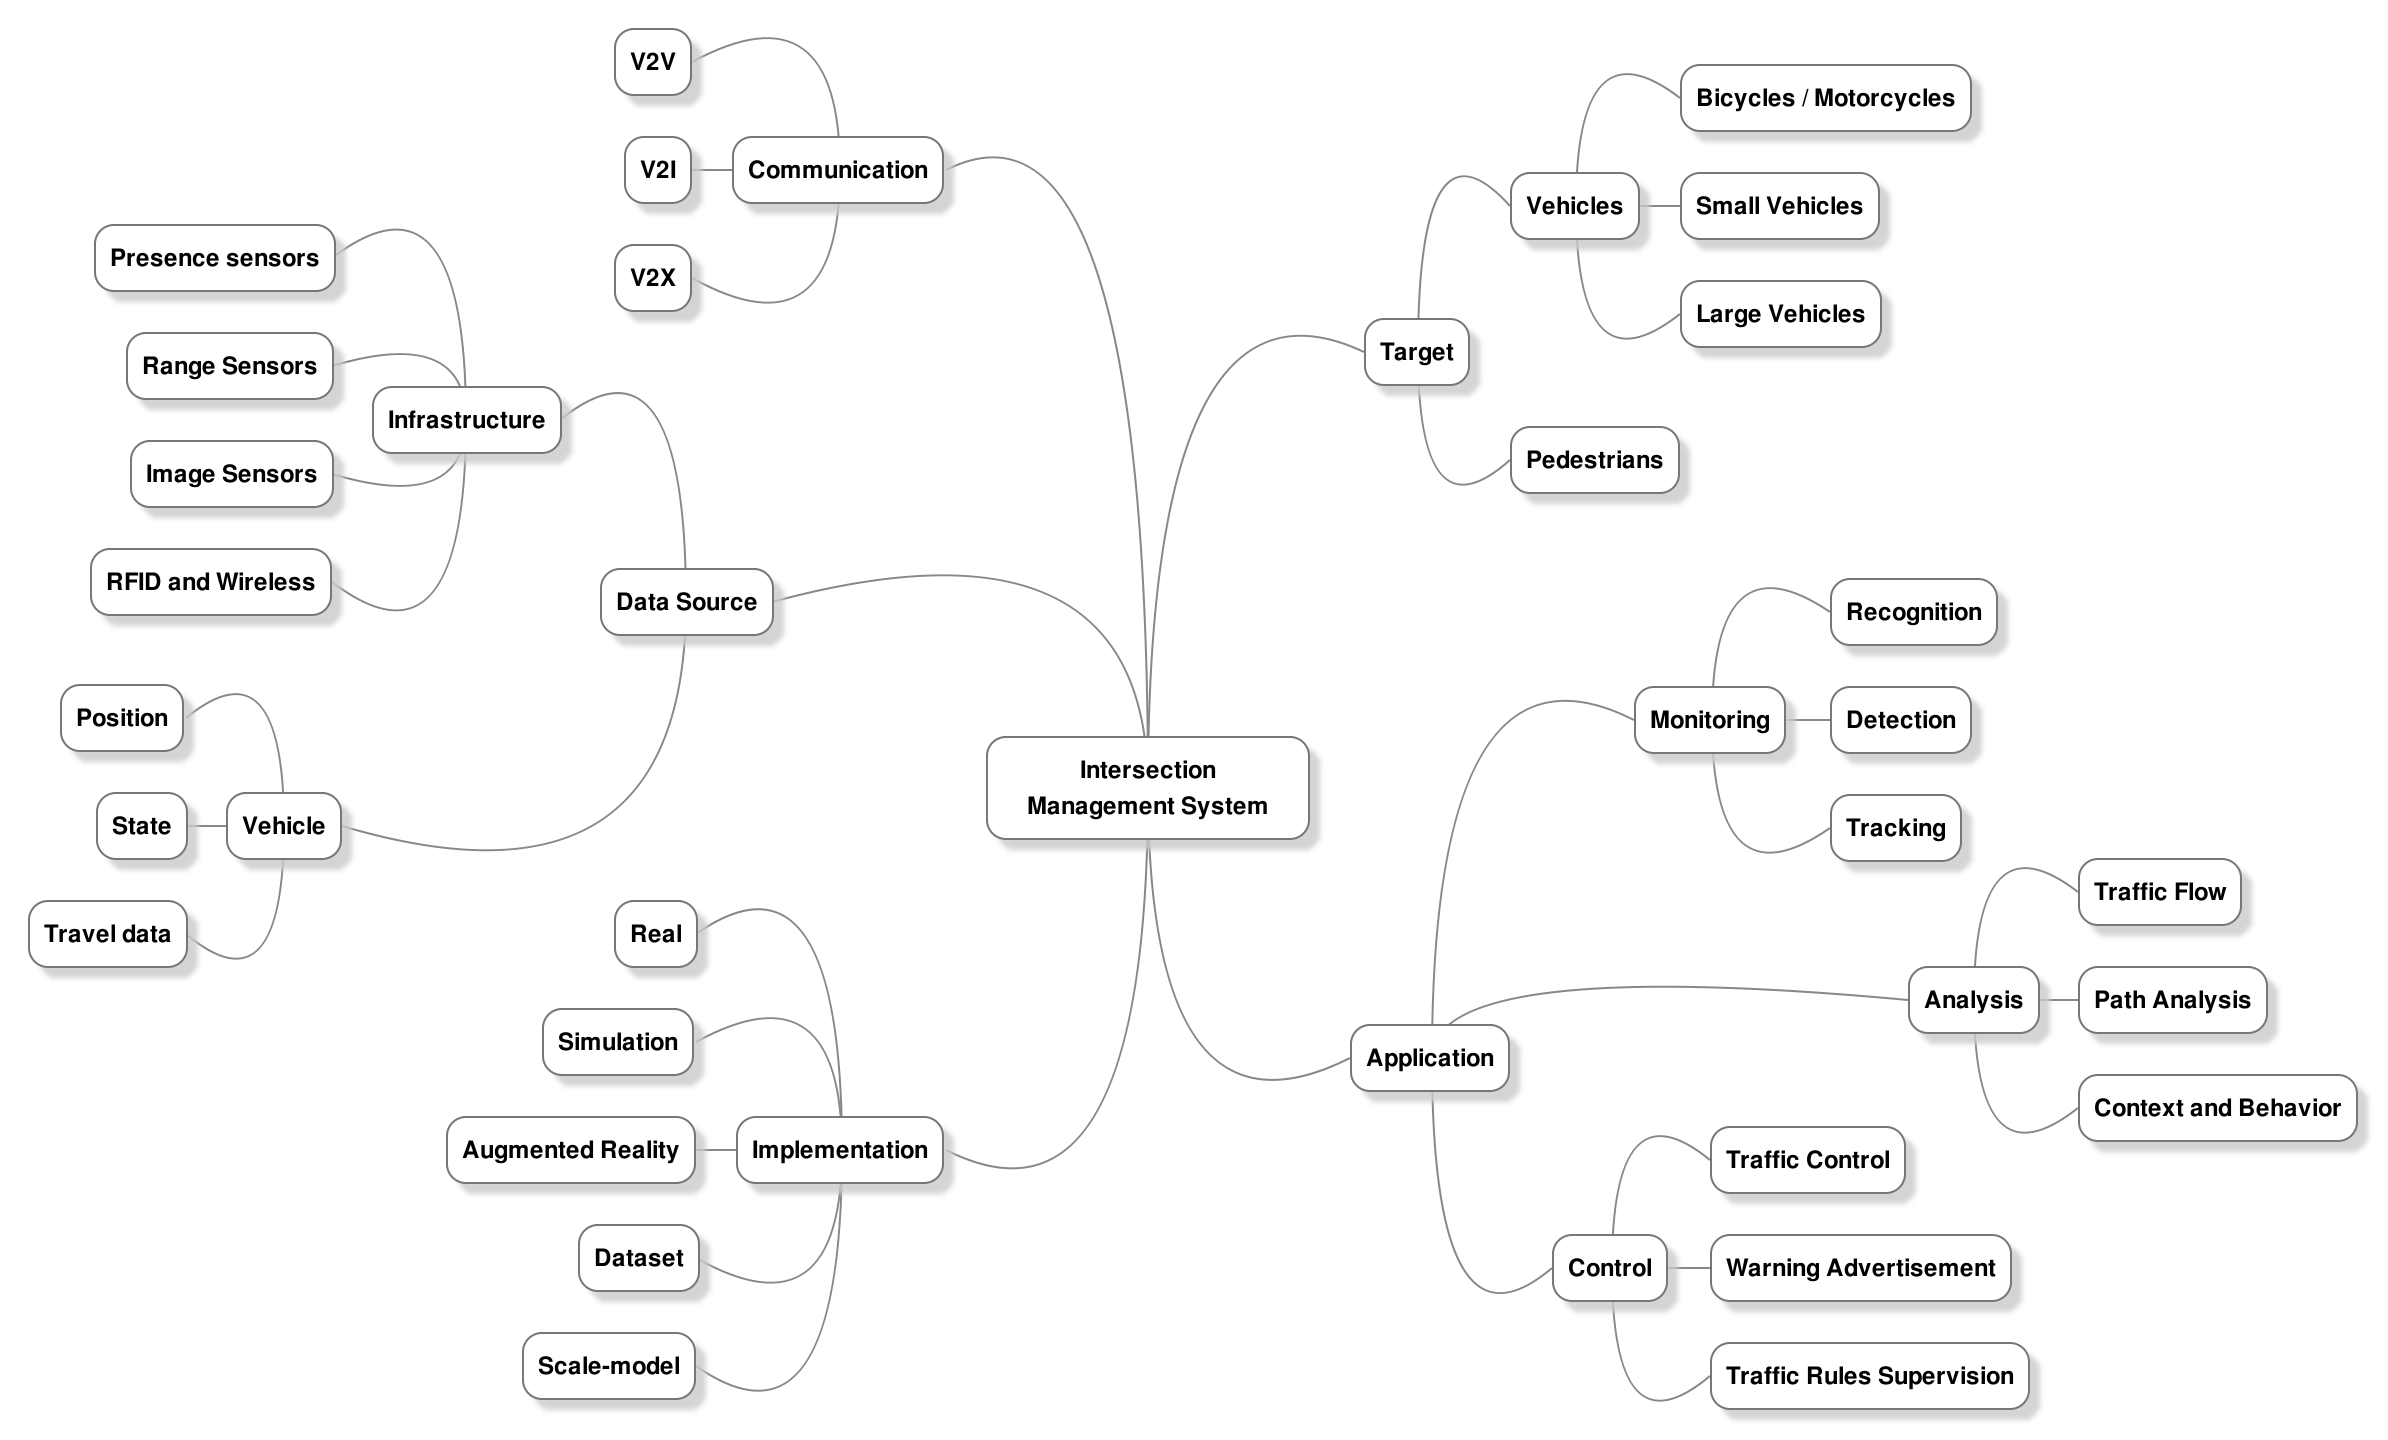 V2V
V2I
V2X
Communication
Presence sensors
Range Sensors
Image Sensors
RFID and Wireless
Infrastructure
Data Source
Position
State
Travel data
Vehicle
Real
Simulation
Augmented Reality
Dataset
Scale-model
Implementation
Intersection
Management System
Target
Vehicles
Bicycles / Motorcycles
Small Vehicles
Large Vehicles
Pedestrians
Application
Monitoring
Recognition
Detection
Tracking
Analysis
Traffic Flow
Path Analysis
Context and Behavior
Control
Traffic Control
Warning Advertisement
Traffic Rules Supervision